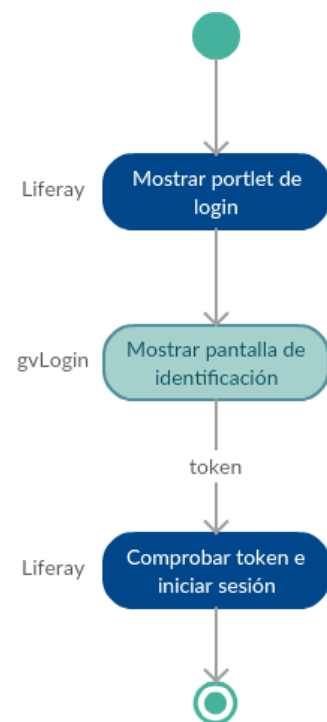 Liferay
Mostrar portlet de
login
gvLogin
Mostrar pantalla de
identificación
token
Liferay
Comprobar token e
iniciar sesión